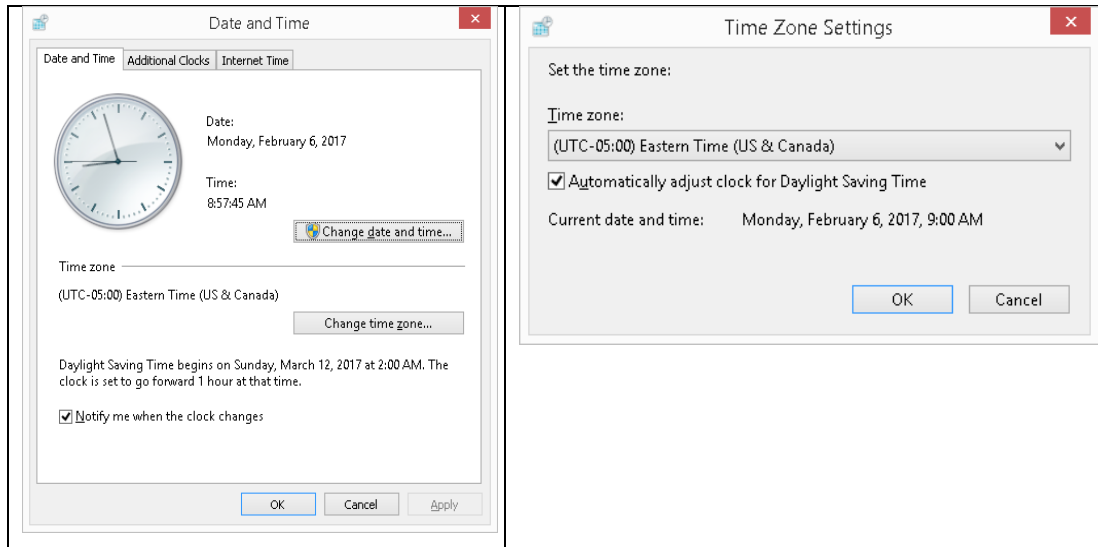 Date and Time
Date and Time
Additional Clocks
Internet Time
Date:
Monday, February 6, 2017
Time:
8:57:45 AM
Change date and time...
Time zone
(UTC-05:00) Eastern Time (US & Canada)
Change time zone...
Daylight Saving Time begins on Sunday, March 12, 2017 at 2:00 AM. The
clock is set to go forward 1 hour at that time.
Notify me when the clock changes
OK
Cancel
Apply
Time Zone Settings
Set the time zone:
Time zone:
(UTC-05:00) Eastern Time (US & Canada)
Automatically adjust clock for Daylight Saving Time
Current date and time: Monday, February 6, 2017, 9:00 AM
OK
Cancel